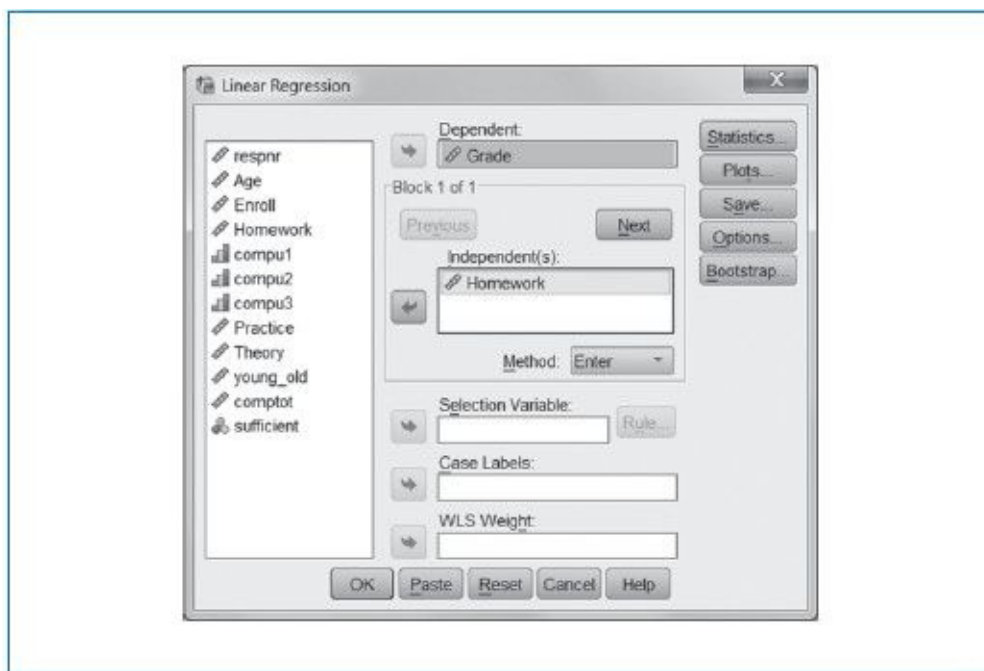 Linear Regression
X
respnr
Age
Enroll
Homework
compu1
compu2
compu3
Practice
Theory
young_old
comptot
sufficient
Dependent:
Grade
Block 1 of 1
Previous
Next
Independent(s):
Homework
Method:
Enter
Selection Variable:
Rule...
Case Labels:
WLS Weight:
Statistics...
Plots...
Save...
Options...
Bootstrap...
OK
Paste
Reset
Cancel
Help